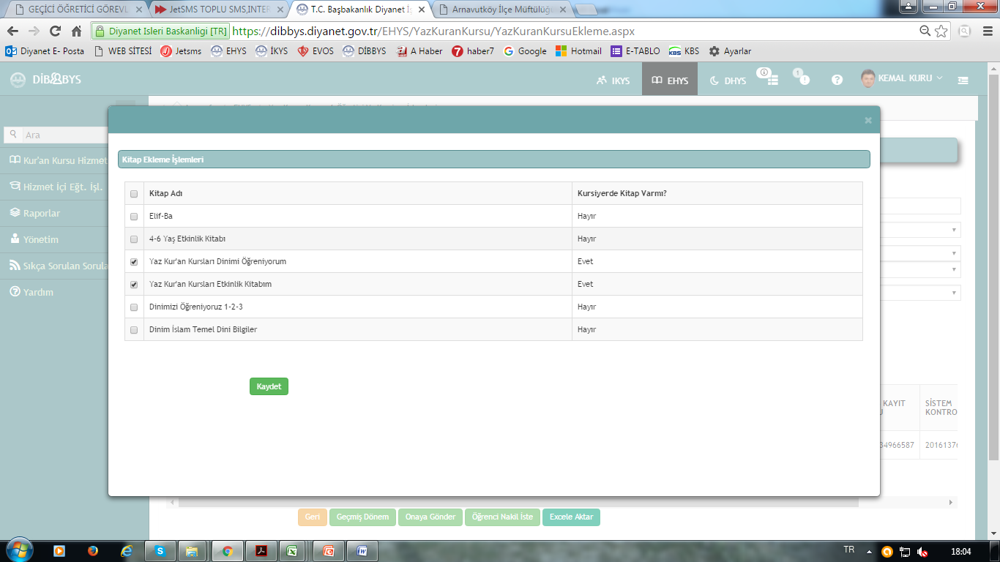 GEÇİCİ ÖĞRETİCİ GÖREVL
JetSMS TOPLU SMS,INTER
T.C. Başbakanlık Diyanet İş
Arnavutköy İlçe Müftülüğü
Diyanet Isleri Baskanligi [TR] https://dibbys.diyanet.gov.tr/EHYS/YazKuranKursu/YazKuranKursuEkleme.aspx
Diyanet E- Posta WEB SİTESİ Jetsms EHYS İKYS EVOS DİBBYS A Haber haber7 Google Hotmail E-TABLO KBS Ayarlar
DİBBYS
IKYS EHYS DHYS 1 KEMAL KURU
Ara
Kur'an Kursu Hizmet
Hizmet İçi Eğt. İşl.
Raporlar
Yönetim
Sıkça Sorulan Sorula
Yardım
Kitap Ekleme İşlemleri
Kitap Adı Kursiyerde Kitap Varmı?
Elif-Ba Hayır
4-6 Yaş Etkinlik Kitabı Hayır
Yaz Kur'an Kursları Dinimi Öğreniyorum Evet
Yaz Kur'an Kursları Etkinlik Kitabım Evet
Dinimizi Öğreniyoruz 1-2-3 Hayır
Dinim İslam Temel Dini Bilgiler Hayır
Kaydet
KAYIT SİSTEM
KONTRO
34966587 20161376
Geri Geçmiş Dönem Onaya Gönder Öğrenci Nakil İste Excele Aktar
TR 18:04